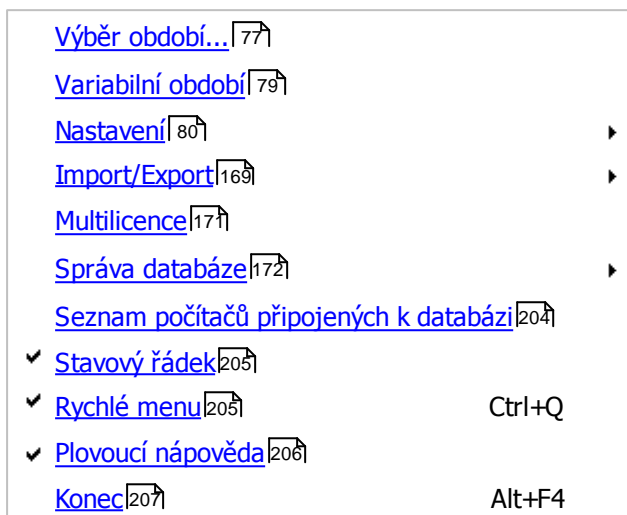 Výběr období... 77
Variabilní období 79
Nastavení 80
Import/Export 169
Multilicence 171
Správa databáze 172
Seznam počítačů připojených k databázi 204
Stavový řádek 205
Rychlé menu 205 Ctrl+Q
Plovoucí nápověda 206
Konec 207 Alt+F4